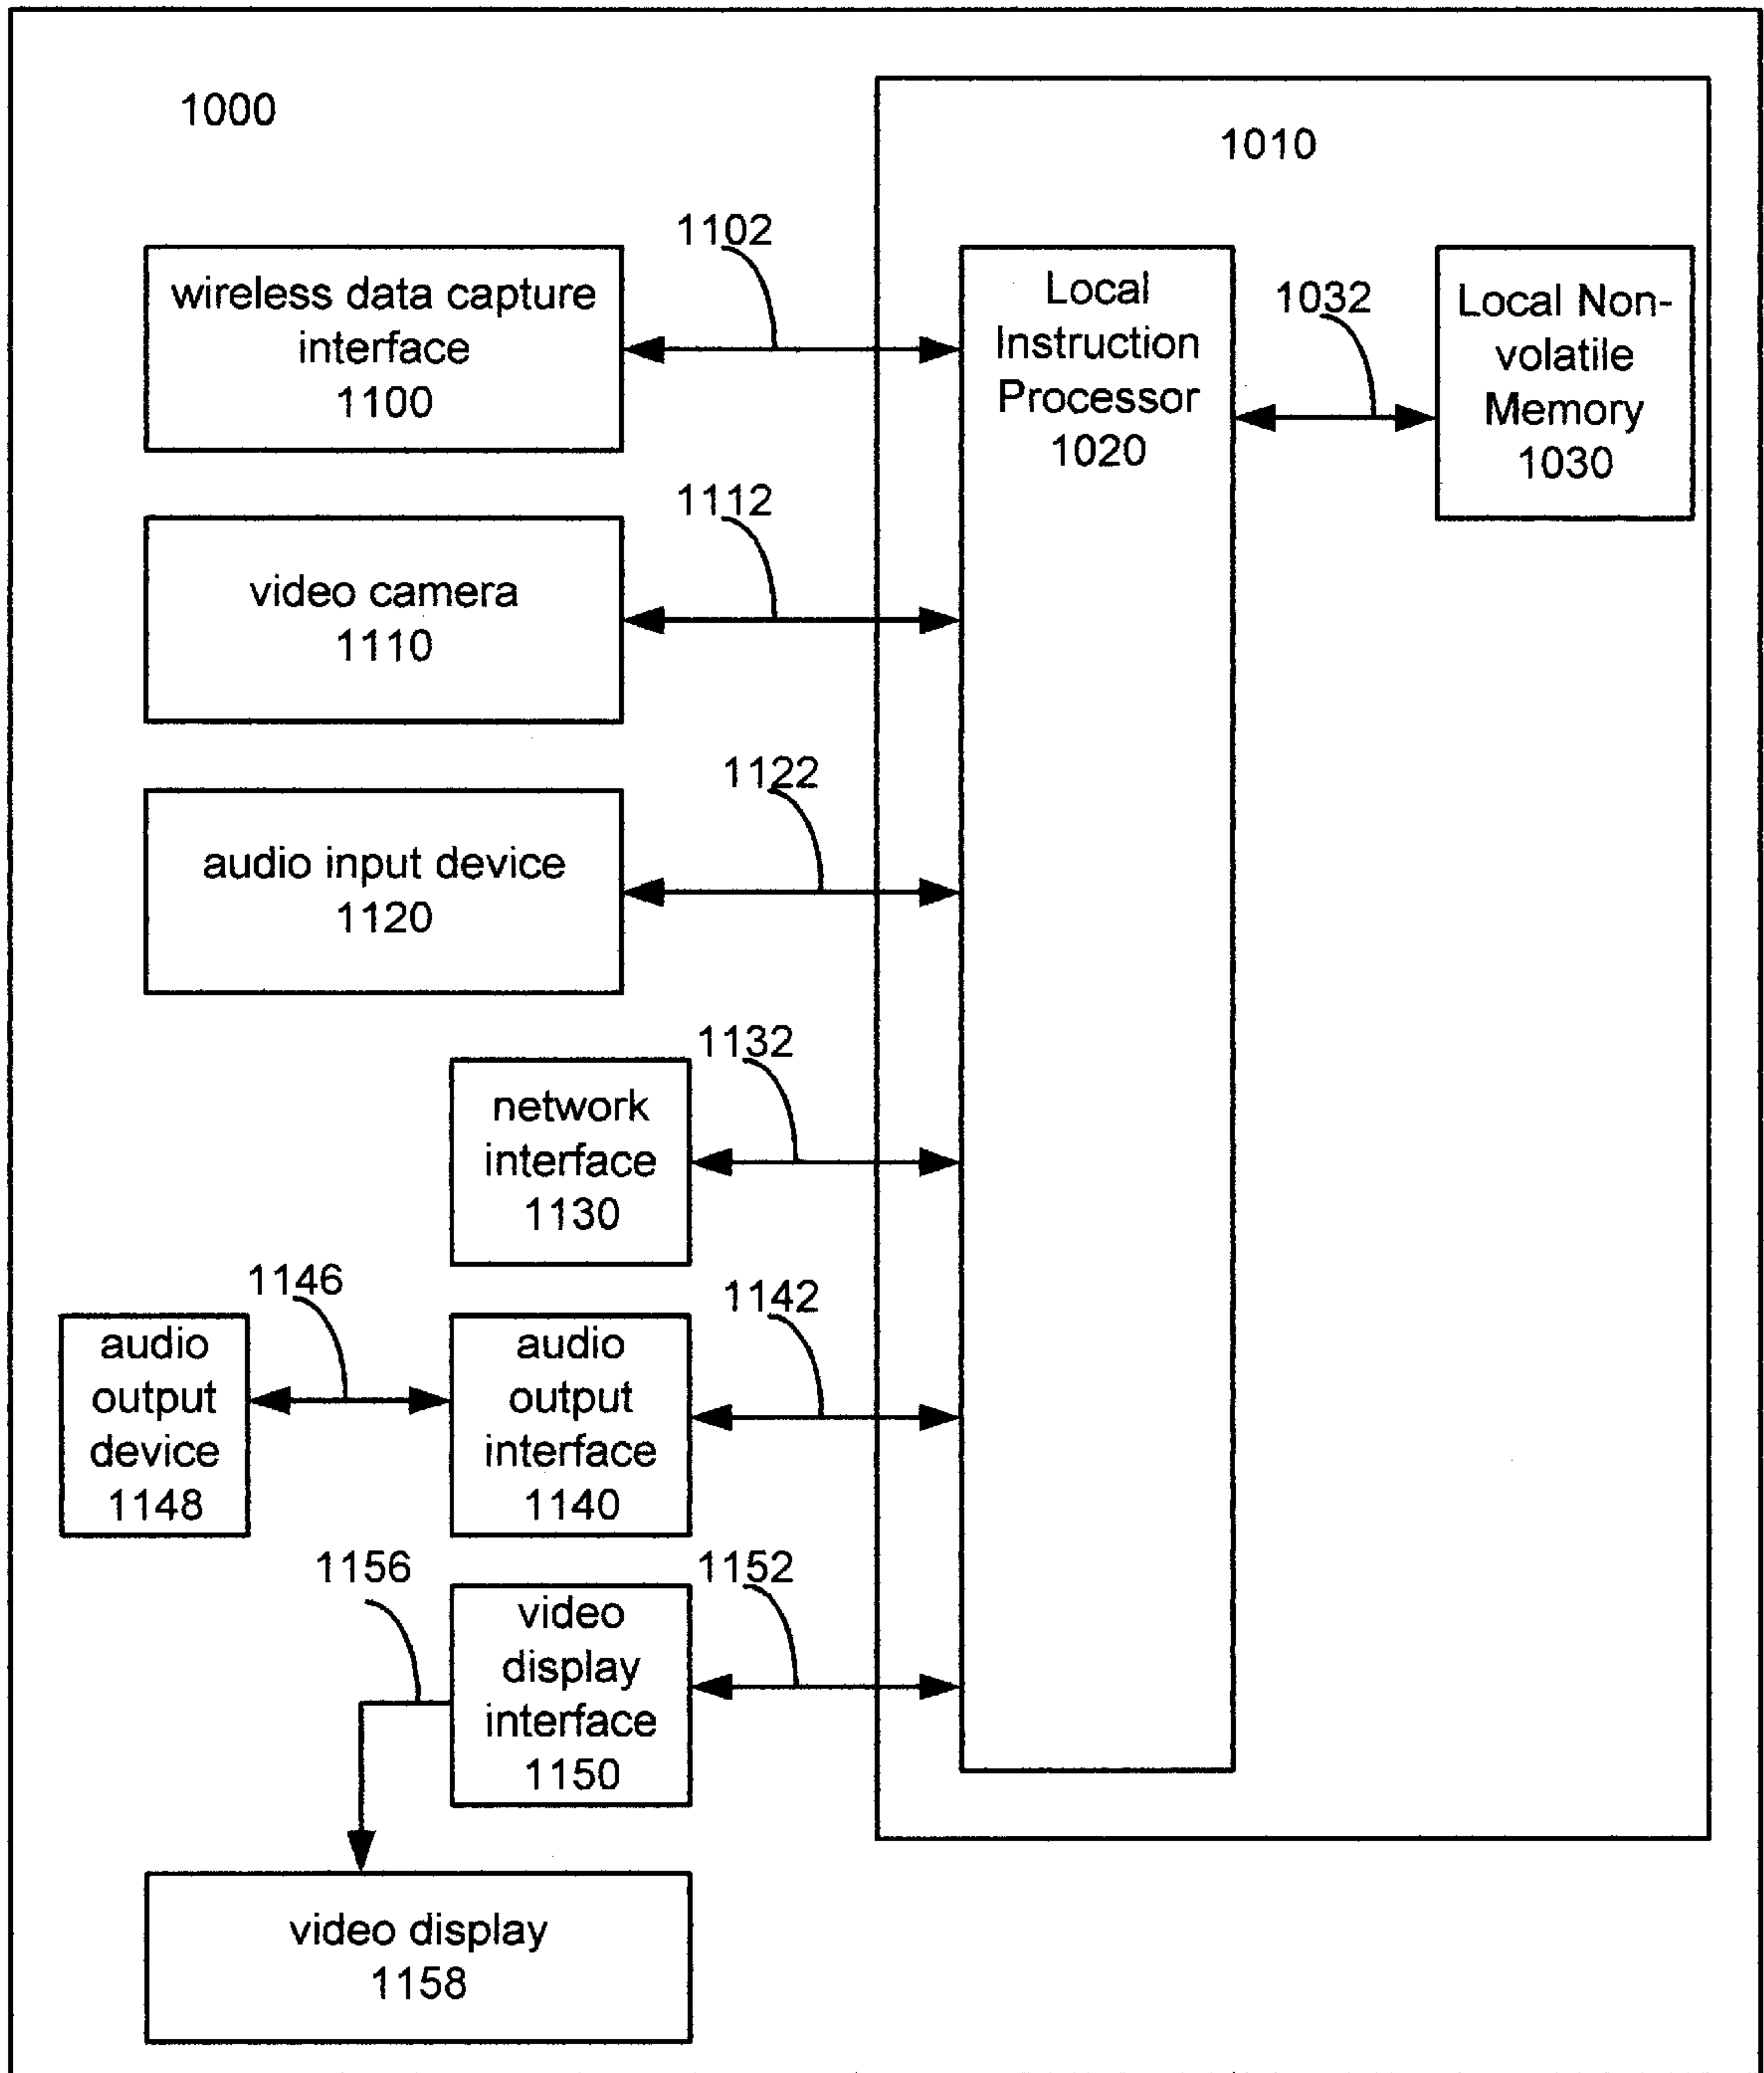 1000
1010
1102
wireless data capture
interface
1100
Local
Instruction
Processor
1020
1032
Local Non-
volatile
Memory
1030
1112
video camera
1110
1122
audio input device
1120
1132
network
interface
1130
1146
1142
audio
output
device
1148
audio
output
interface
1140
1156
1152
video
display
interface
1150
video display
1158